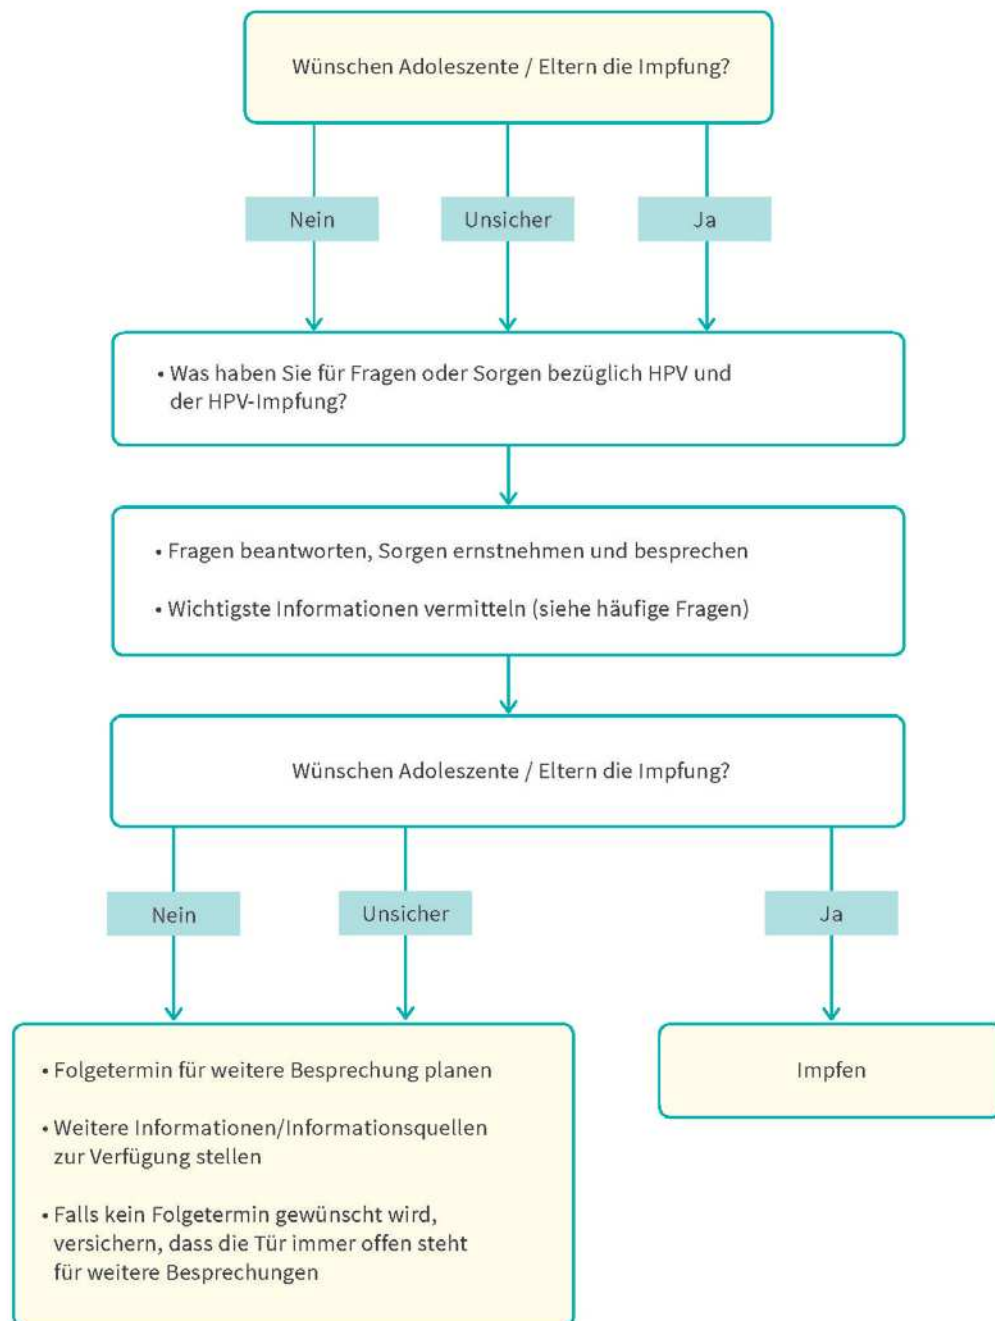 Wünschen Adoleszente / Eltern die Impfung?
Nein
Unsicher
Ja
• Was haben Sie für Fragen oder Sorgen bezüglich HPV und
der HPV-Impfung?
• Fragen beantworten, Sorgen ernstnehmen und besprechen
• Wichtigste Informationen vermitteln (siehe häufige Fragen)
Wünschen Adoleszente / Eltern die Impfung?
Nein
Unsicher
Ja
• Folgetermin für weitere Besprechung planen
• Weitere Informationen/Informationsquellen
zur Verfügung stellen
• Falls kein Folgetermin gewünscht wird,
versichern, dass die Tür immer offen steht
für weitere Besprechungen
Impfen